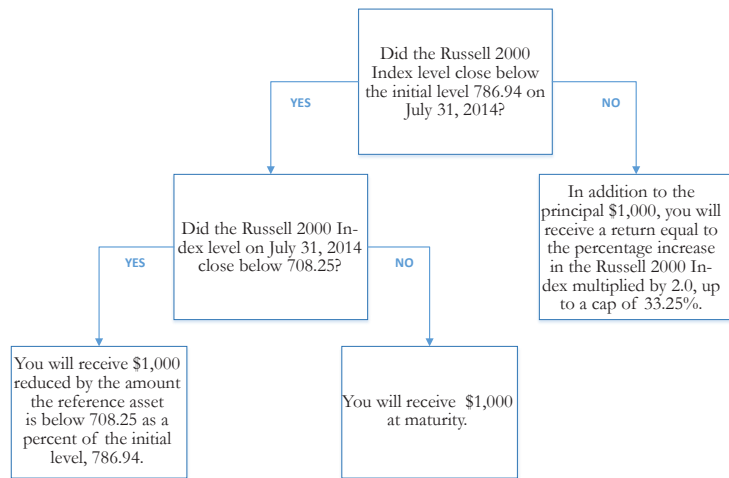 Did the Russell 2000
Index level close below
the initial level 786.94 on
July 31, 2014?
YES
NO
Did the Russell 2000 In-
dex level on July 31, 2014
close below 708.25?
In addition to the
principal $1,000, you will
receive a return equal to
the percentage increase
in the Russell 2000 In-
dex multiplied by 2.0, up
to a cap of 33.25%.
YES
NO
You will receive $1,000
reduced by the amount
the reference asset
is below 708.25 as a
percent of the initial
level, 786.94.
You will receive $1,000
at maturity.